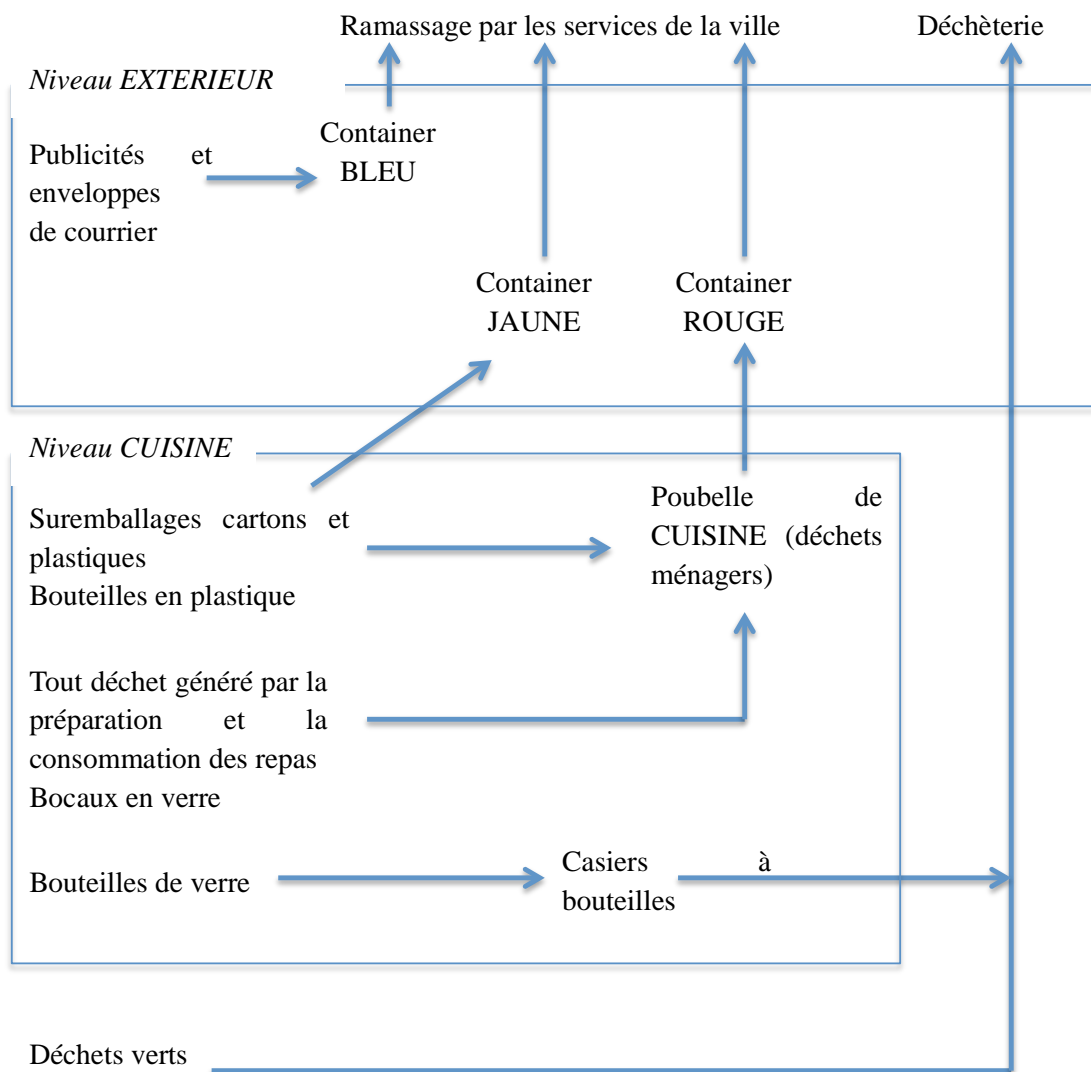 Ramassage par les services de la ville
Déchèterie
Niveau EXTERIEUR
Container
BLEU
Publicités et
enveloppes
de courrier
Container
JAUNE
Container
ROUGE
Niveau CUISINE
Suremballages cartons et
plastiques
Bouteilles en plastique
Poubelle de
CUISINE (déchets
ménagers)
Tout déchet généré par la
préparation et la
consommation des repas
Bocaux en verre
Bouteilles de verre
Casiers à
bouteilles
Déchets verts